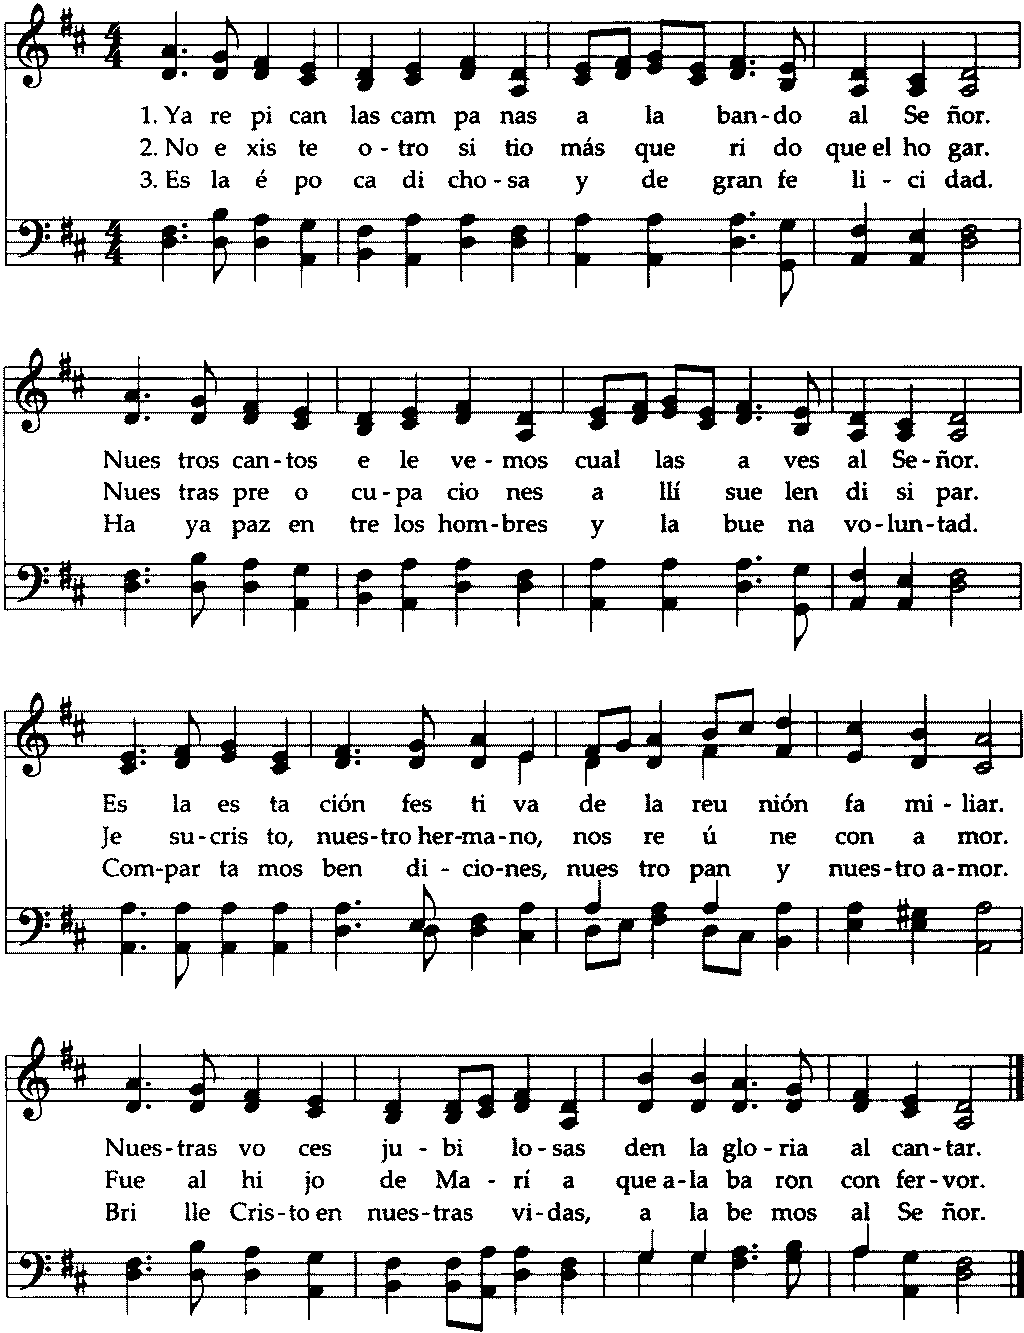 1. Ya re pi can las cam pa nas a la ban-do al Se ñor.
2. No e xis te o-tro si tio más que ri do que el ho gar.
3. Es la é po ca di cho-sa y de gran fe li-ci dad.
Nues tros can-tos e le ve-mos cual las a ves al Se-ñor.
Nues tras pre o cu-pa cio nes a llí sue len di si par.
Ha ya paz en tre los hom-bres y la bue na vo-lun-tad.
Es la es ta ción fes ti va de la reu nión fa mi-liar.
Je su-cris to, nues-tro her-ma-no, nos re ú ne con a mor.
Com-par ta mos ben di-cio-nes, nues tro pan y nues-tro a-mor.
Nues-tras vo ces ju-bi lo-sas den la glo-ria al can-tar.
Fue al hi jo de Ma-rí a que a-la ba ron con fer-vor.
Bri lle Cris-to en nues-tras vi-das, a la be mos al Se ñor.